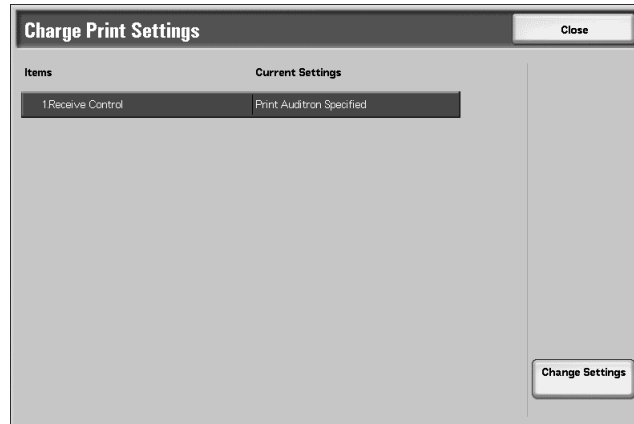 Charge Print Settings
Close
Items Current Settings
1.Receive Control Print Auditron Specified
Change Settings